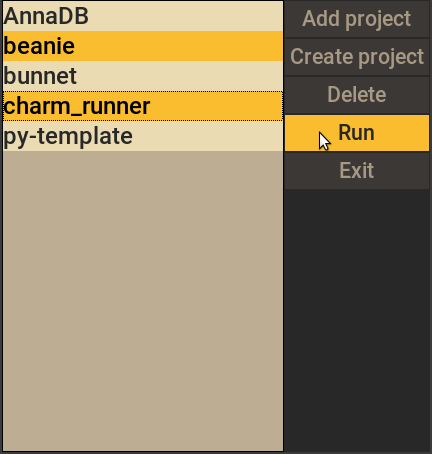 AnnaDB
beanie
bunnet
charm_runner
py-template
Add project
Create project
Delete
Run
Exit